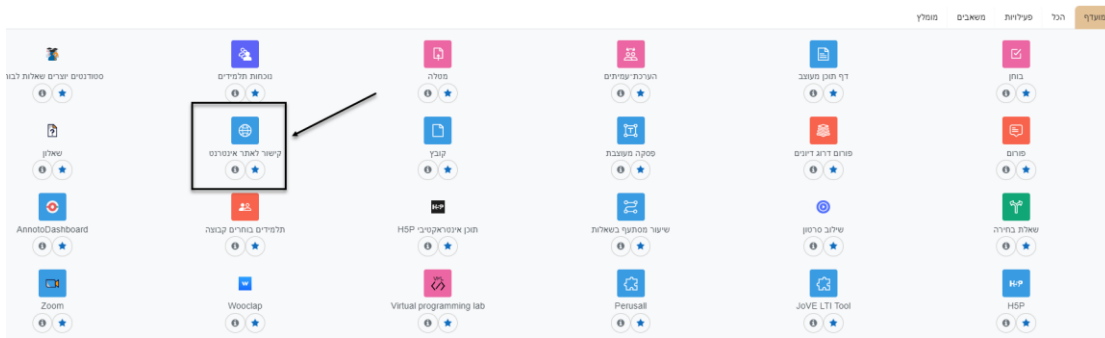 מועדף הכל פעילויות משאבים מומלץ
בוחן
דף תוכן מעוצב
הערכת־עמיתים
מטלה
נוכחות תלמידים
סטודנטים יוצרים שאלות לבוח
פורום
פורום דרוג דיונים
פסקה מעוצבת
קובץ
קישור לאתר אינטרנט
שאלון
שאלת בחירה
שילוב סרטון
שיעור מסתעף בשאלות
H-P
תוכן אינטראקטיבי H5P
תלמידים בוחרים קבוצה
AnnotoDashboard
H-P
H5P
JoVE LTI Tool
Perusall
Virtual programming lab
w
Wooclap
Zoom